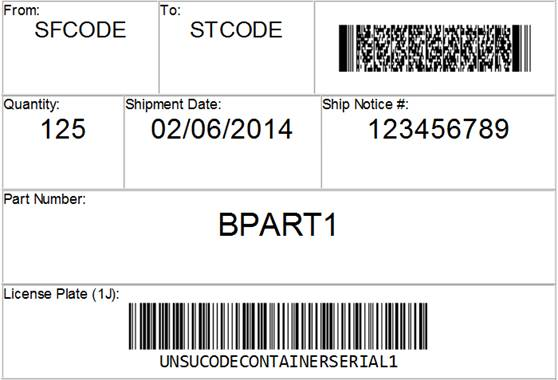 From:
SFCODE
To:
STCODE
Quantity:
125
Shipment Date:
02/06/2014
Ship Notice #:
123456789
Part Number:
BPART1
License Plate (1J):
UNSUCODECONTAINERSERIAL1